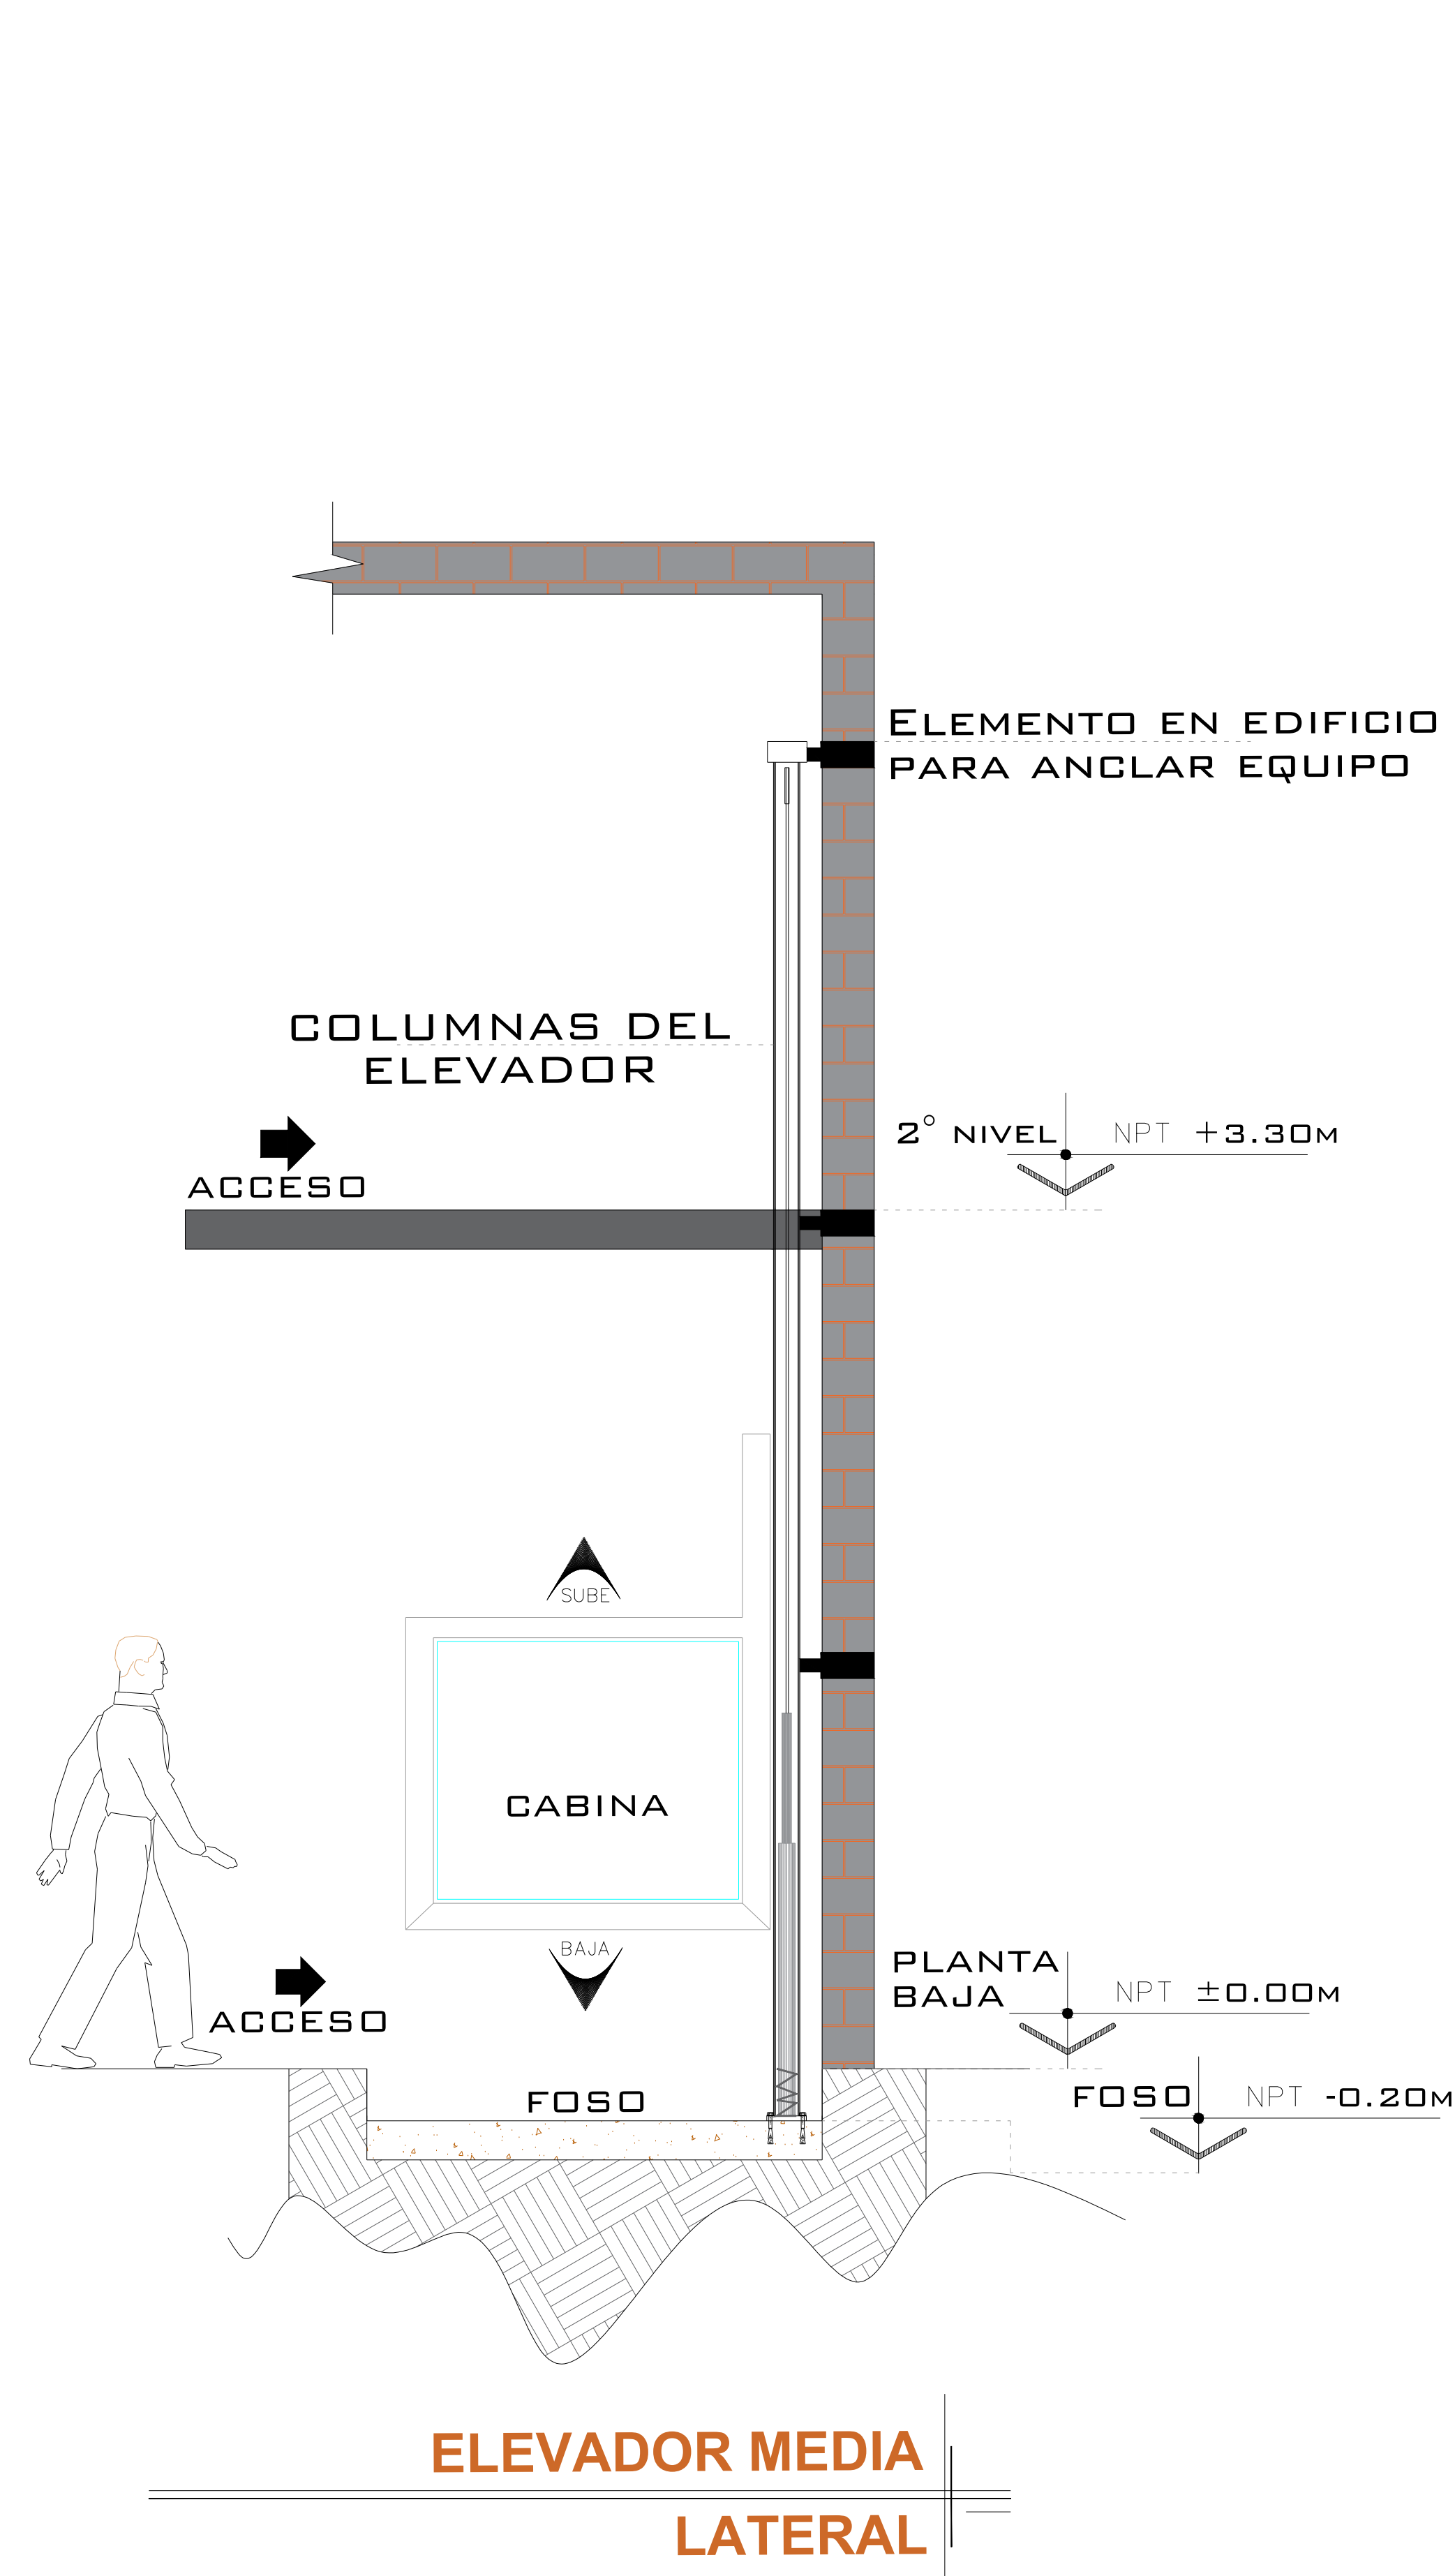 ELEMENTO EN EDIFICIO
PARA ANCLAR EQUIPO
COLUMNAS DEL
ELEVADOR
2° NIVEL NPT +3.30M
ACCESO
SUBE
CABINA
BAJA
PLANTA
BAJA NPT ±0.00M
ACCESO
FOSO
FOSO NPT -0.20M
ELEVADOR MEDIA
LATERAL